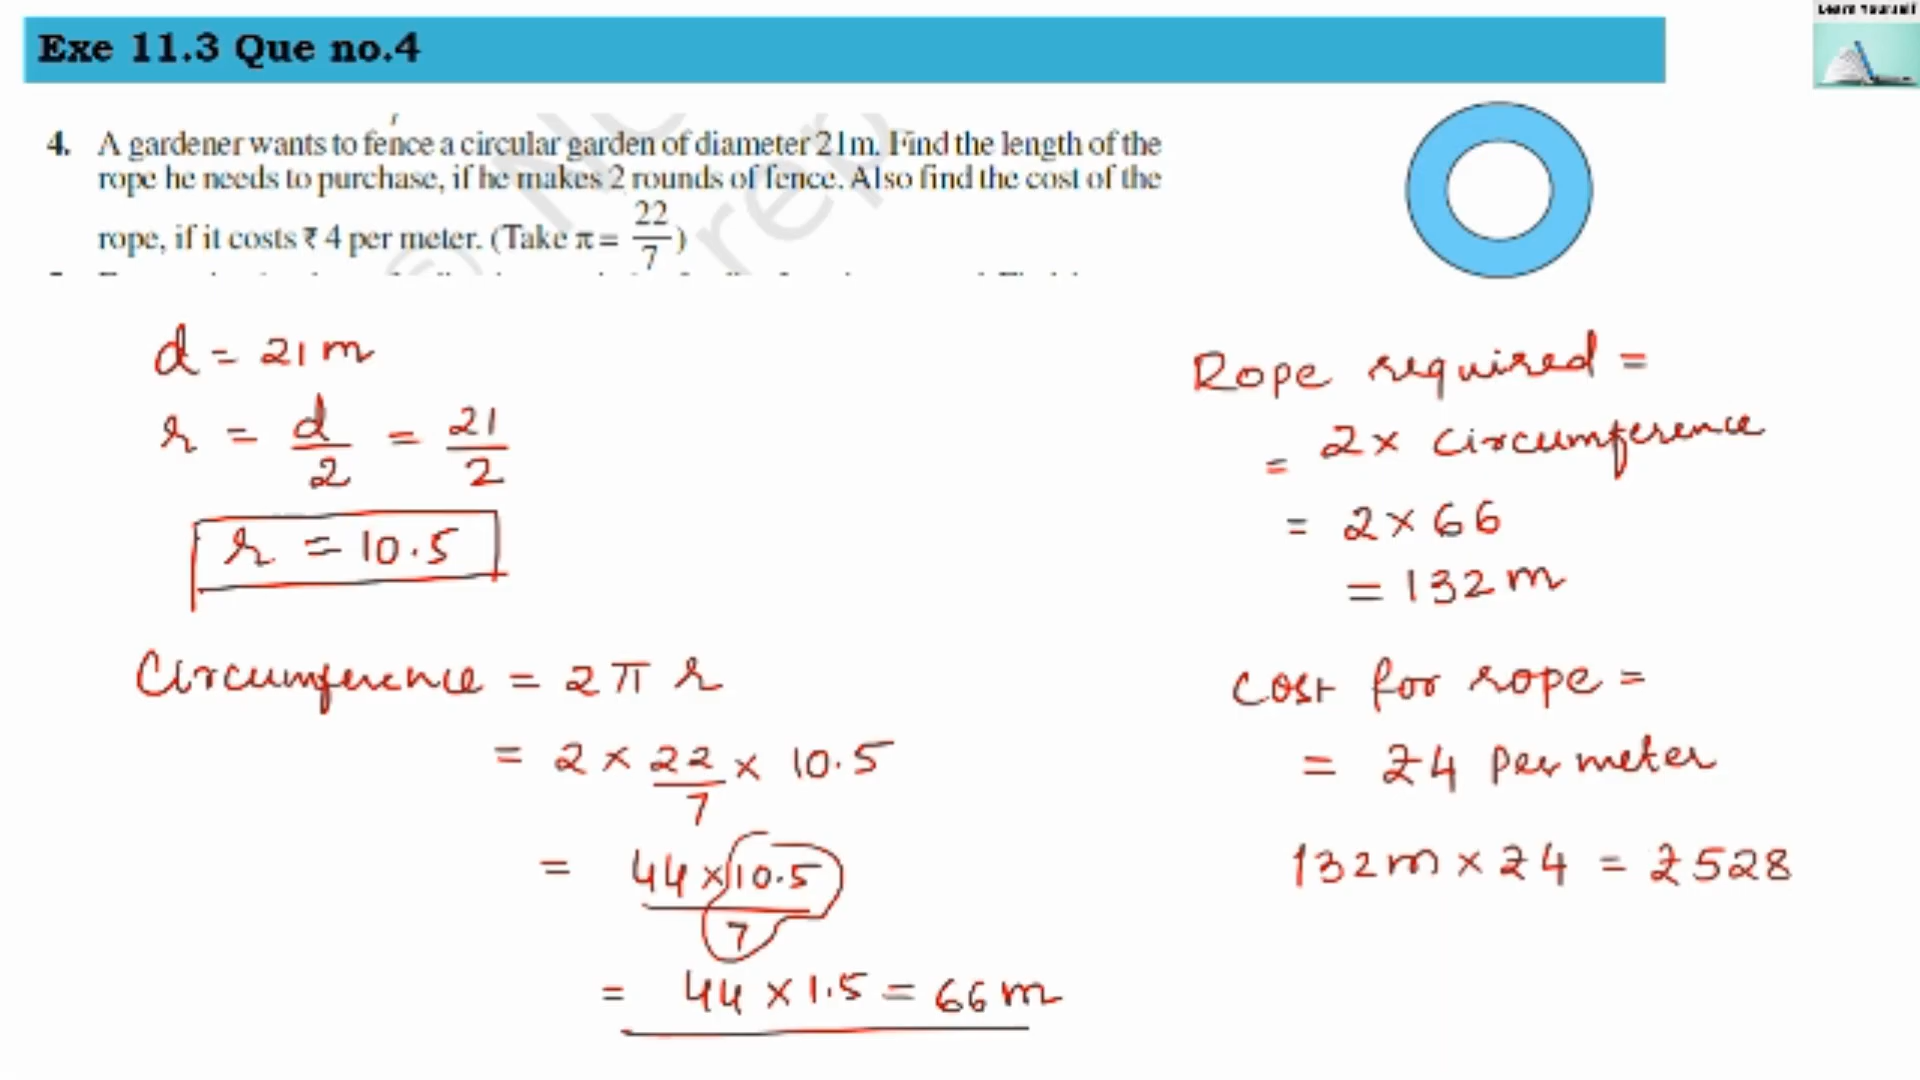 Learn Yourself
Exe 11.3 Que no.4
4. A gardener wants to fence a circular garden of diameter 21m. Find the length of the
rope he needs to purchase, if he makes 2 rounds of fence. Also find the cost of the
rope, if it costs ₹ 4 per meter. (Take π = 22/7)
d = 21 m
r = d/2 = 21/2
r = 10.5
Circumference = 2 π r
= 2 × 22/7 × 10.5
= 44 × 10.5 / 7
= 44 × 1.5 = 66 m
Rope required =
= 2 × circumference
= 2 × 66
= 132 m
Cost for rope =
= ₹4 per meter
132 m × ₹4 = ₹528